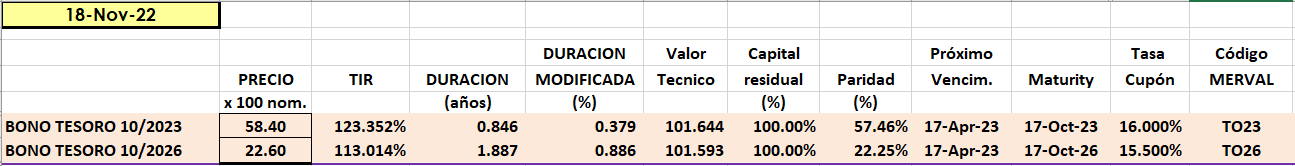 18-Nov-22
DURACION Valor Capital Próximo Tasa Código
PRECIO TIR DURACION MODIFICADA Tecnico residual Paridad Vencim. Maturity Cupón MERVAL
x 100 nom. (años) (%) (%) (%)
BONO TESORO 10/2023 58.40 123.352% 0.846 0.379 101.644 100.00% 57.46% 17-Apr-23 17-Oct-23 16.000% TO23
BONO TESORO 10/2026 22.60 113.014% 1.887 0.886 101.593 100.00% 22.25% 17-Apr-23 17-Oct-26 15.500% TO26